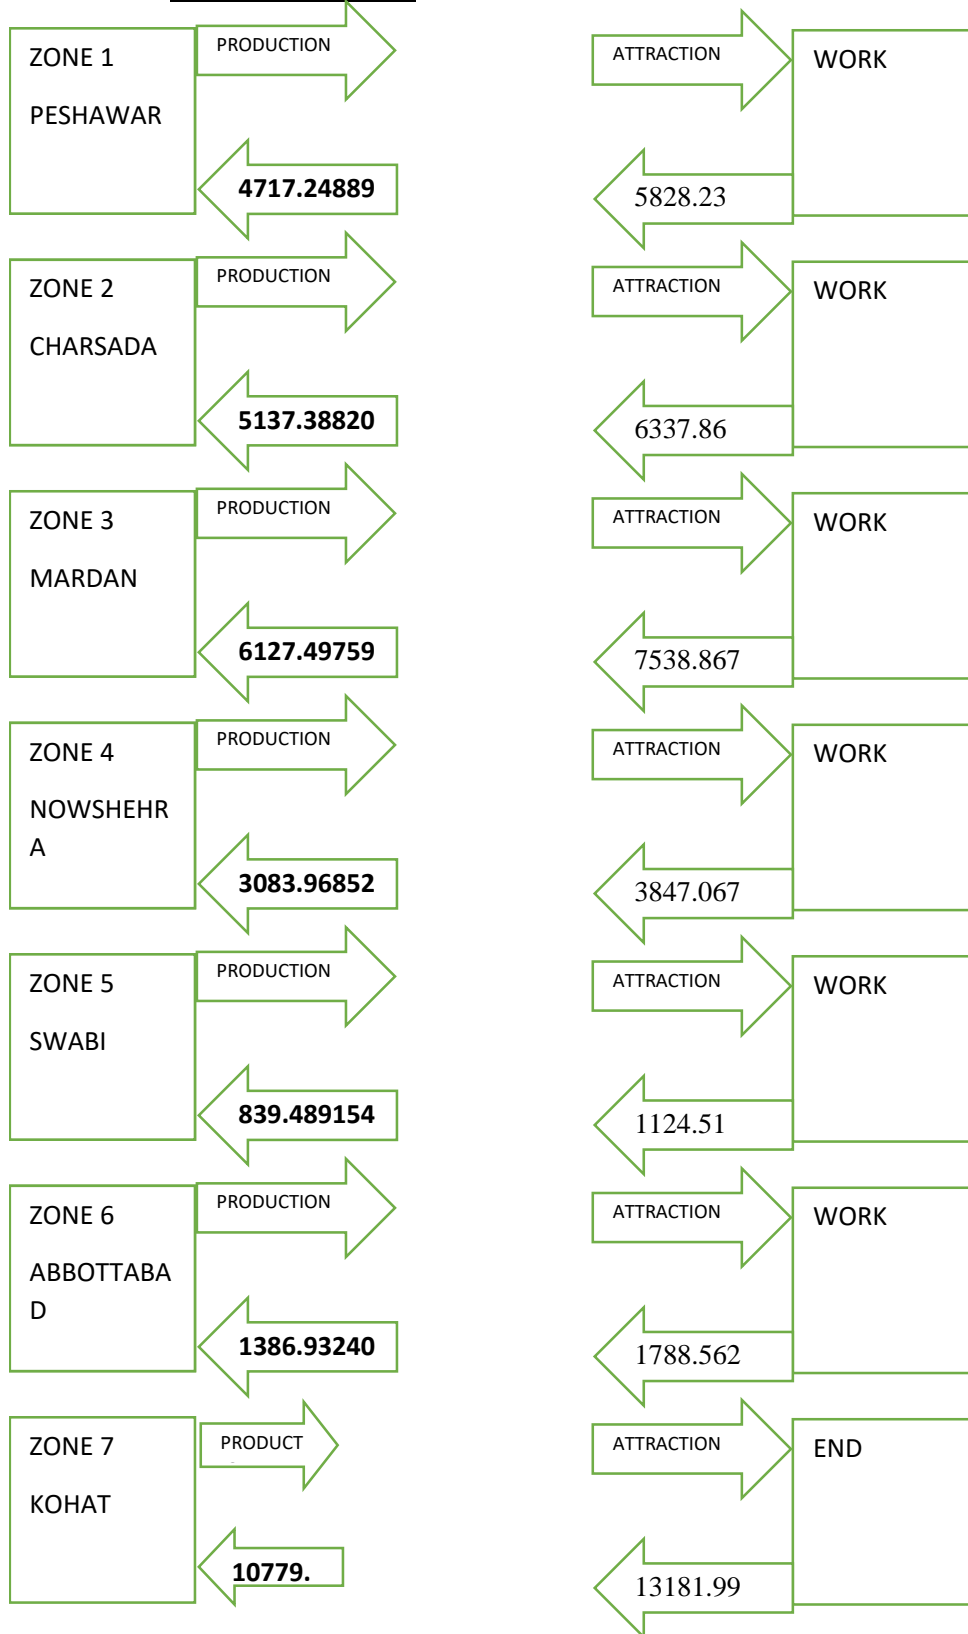 ZONE 1
PESHAWAR
PRODUCTION
4717.24889
ATTRACTION
5828.23
WORK
ZONE 2
CHARSADA
PRODUCTION
5137.38820
ATTRACTION
6337.86
WORK
ZONE 3
MARDAN
PRODUCTION
6127.49759
ATTRACTION
7538.867
WORK
ZONE 4
NOWSHEHR
A
PRODUCTION
3083.96852
ATTRACTION
3847.067
WORK
ZONE 5
SWABI
PRODUCTION
839.489154
ATTRACTION
1124.51
WORK
ZONE 6
ABBOTTABA
D
PRODUCTION
1386.93240
ATTRACTION
1788.562
WORK
ZONE 7
KOHAT
PRODUCT
10779.
ATTRACTION
13181.99
END